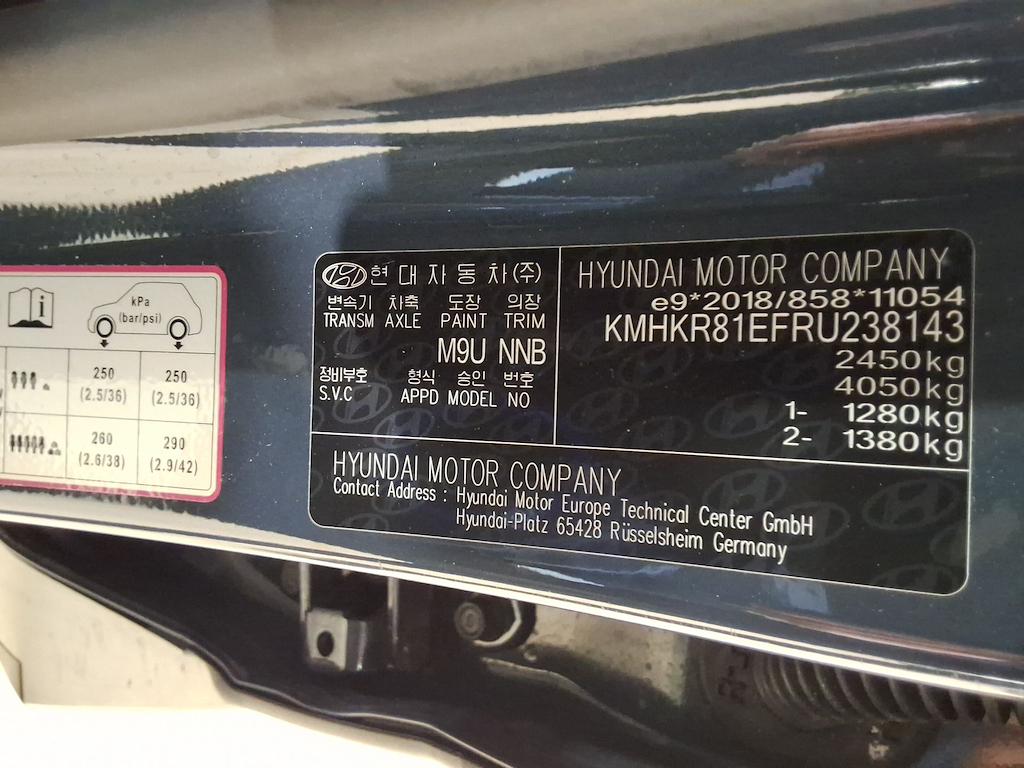 kPa
(bar/psi)
250
(2.5/36)
250
(2.5/36)
260
(2.6/38)
290
(2.9/42)
현대자동차(주)
변속기 차축 도장 의장
TRANSM AXLE PAINT TRIM
M9U NNB
정비부호 형식 승인 번호
S.V.C APPD MODEL NO
HYUNDAI MOTOR COMPANY
e9*2018/858*11054
KMHKR81EFRU238143
2450kg
4050kg
1- 1280kg
2- 1380kg
HYUNDAI MOTOR COMPANY
Contact Address : Hyundai Motor Europe Technical Center GmbH
Hyundai-Platz 65428 Rüsselsheim Germany